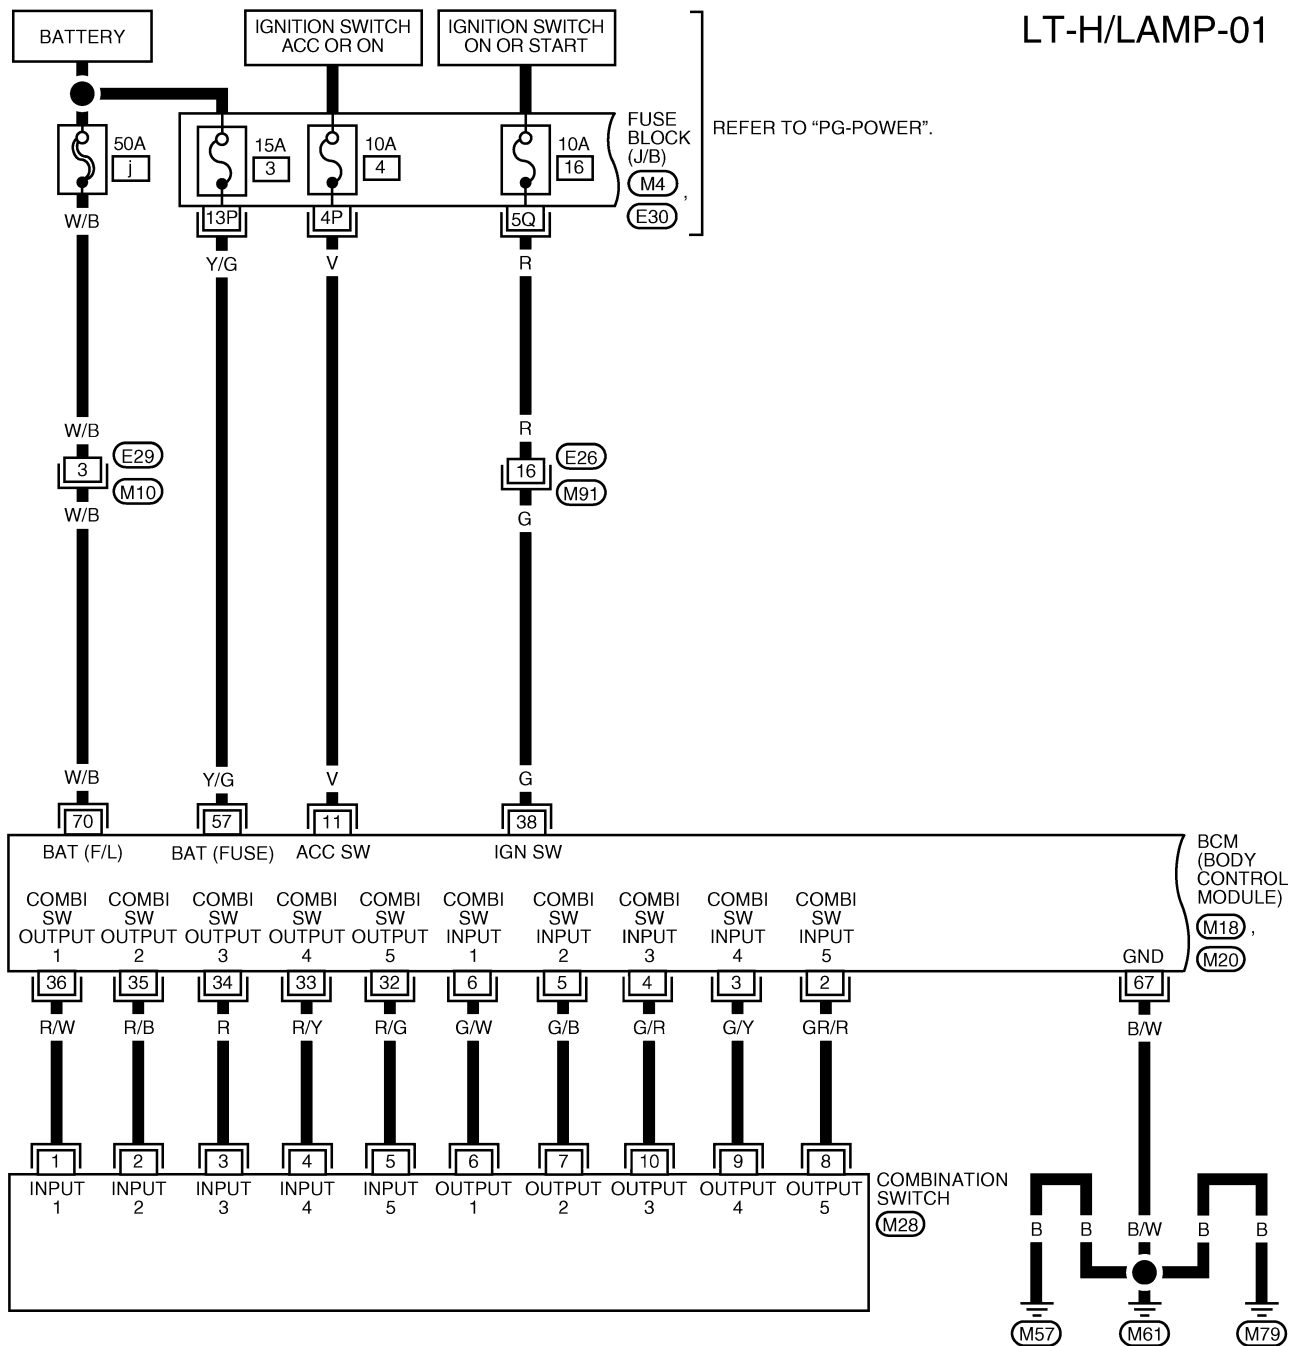 LT-H/LAMP-01
BATTERY
IGNITION SWITCH
ACC OR ON
IGNITION SWITCH
ON OR START
50A
j
15A
3
10A
4
10A
16
FUSE
BLOCK
(J/B)
M4 ,
E30
REFER TO “PG-POWER”.
13P
4P
5Q
W/B
Y/G
V
R
W/B
R
3
E29
M10
16
E26
M91
W/B
G
W/B
Y/G
V
G
70
57
11
38
BAT (F/L)
BAT (FUSE)
ACC SW
IGN SW
BCM
(BODY
CONTROL
MODULE)
M18 ,
M20
COMBI
SW
OUTPUT
1
COMBI
SW
OUTPUT
2
COMBI
SW
OUTPUT
3
COMBI
SW
OUTPUT
4
COMBI
SW
OUTPUT
5
COMBI
SW
INPUT
1
COMBI
SW
INPUT
2
COMBI
SW
INPUT
3
COMBI
SW
INPUT
4
COMBI
SW
INPUT
5
GND
36
35
34
33
32
6
5
4
3
2
67
R/W
R/B
R
R/Y
R/G
G/W
G/B
G/R
G/Y
GR/R
B/W
1
2
3
4
5
6
7
10
9
8
INPUT
1
INPUT
2
INPUT
3
INPUT
4
INPUT
5
OUTPUT
1
OUTPUT
2
OUTPUT
3
OUTPUT
4
OUTPUT
5
COMBINATION
SWITCH
M28
B
B
B/W
B
B
M57
M61
M79